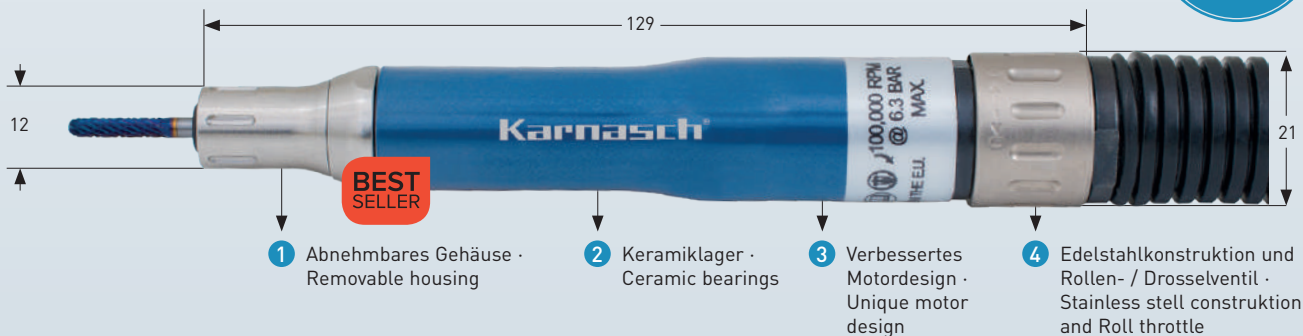 129
12
Karnasch®
100,000 RPM
@ 6.3 BAR
MAX.
THE E.U.
21
BEST
SELLER
1 Abnehmbares Gehäuse ·
Removable housing
2 Keramiklager ·
Ceramic bearings
3 Verbessertes
Motordesign ·
Unique motor
design
4 Edelstahlkonstruktion und
Rollen- / Drosselventil ·
Stainless stell construktion
and Roll throttle